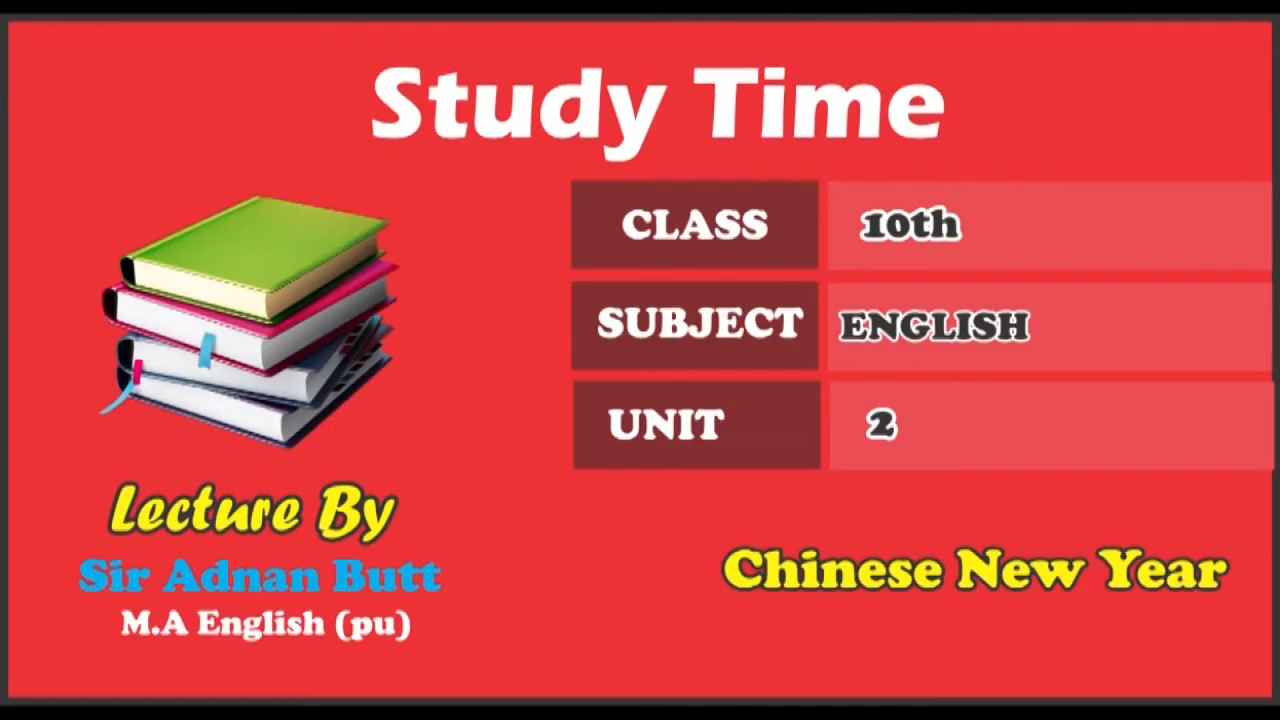 Study Time
CLASS 10th
SUBJECT ENGLISH
UNIT 2
Lecture By
Sir Adnan Butt
M.A English (pu)
Chinese New Year